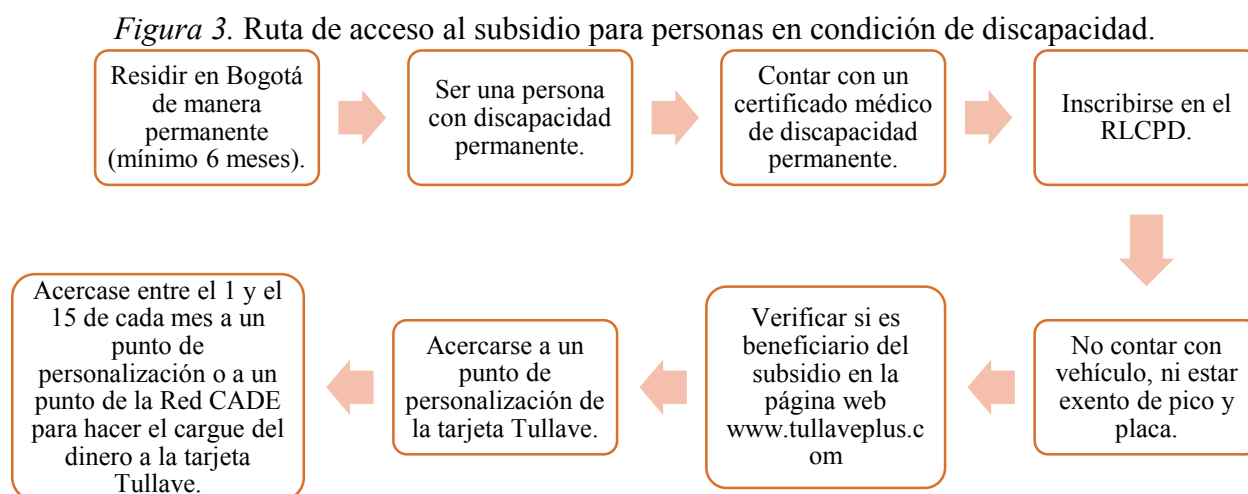 Figura 3. Ruta de acceso al subsidio para personas en condición de discapacidad.
Residir en Bogotá
de manera
permanente
(mínimo 6 meses).
Ser una persona
con discapacidad
permanente.
Contar con un
certificado médico
de discapacidad
permanente.
Inscribirse en el
RLCPD.
No contar con
vehículo, ni estar
exento de pico y
placa.
Verificar si es
beneficiario del
subsidio en la
página web
www.tullaveplus.c
om
Acercarse a un
punto de
personalización de
la tarjeta Tullave.
Acercase entre el 1 y el
15 de cada mes a un
punto de
personalización o a un
punto de la Red CADE
para hacer el cargue del
dinero a la tarjeta
Tullave.